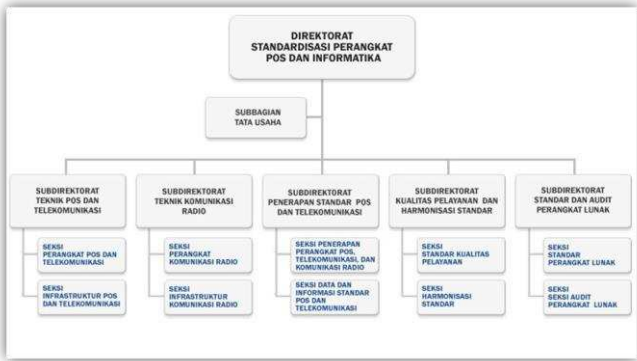 DIREKTORAT
STANDARDISASI PERANGKAT
POS DAN INFORMATIKA
SUBBAGIAN
TATA USAHA
SUBDIREKTORAT
TEKNIK POS DAN
TELEKOMUNIKASI
SEKSI
PERANGKAT POS DAN
TELEKOMUNIKASI
SEKSI
INFRASTRUKTUR POS
DAN TELEKOMUNIKASI
SUBDIREKTORAT
TEKNIK KOMUNIKASI
RADIO
SEKSI
PERANGKAT
KOMUNIKASI RADIO
SEKSI
INFRASTRUKTUR
KOMUNIKASI RADIO
SUBDIREKTORAT
PENERAPAN STANDAR POS
DAN TELEKOMUNIKASI
SEKSI PENERAPAN
PERANGKAT POS,
TELEKOMUNIKASI, DAN
KOMUNIKASI RADIO
SEKSI DATA DAN
INFORMASI STANDAR
POS DAN
TELEKOMUNIKASI
SUBDIREKTORAT
KUALITAS PELAYANAN DAN
HARMONISASI STANDAR
SEKSI
STANDAR KUALITAS
PELAYANAN
SEKSI
HARMONISASI
STANDAR
SUBDIREKTORAT
STANDAR DAN AUDIT
PERANGKAT LUNAK
SEKSI
STANDAR
PERANGKAT LUNAK
SEKSI
SEKSI AUDIT
PERANGKAT LUNAK